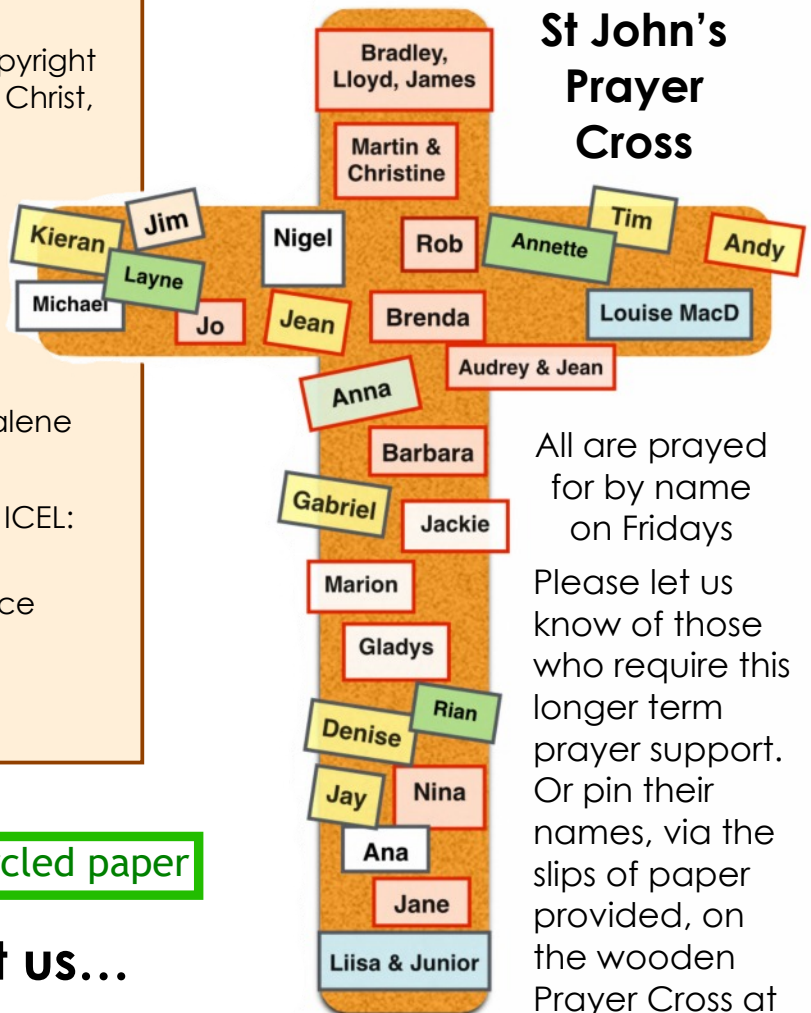 St John’s
Prayer
Cross
Bradley,
Lloyd, James
Martin &
Christine
Kieran
Jim
Layne
Michael
Jo
Nigel
Jean
Rob
Brenda
Annette
Tim
Andy
Louise MacD
Audrey & Jean
Anna
Barbara
Gabriel
Jackie
Marion
Gladys
Rian
Denise
Jay
Nina
Ana
Jane
Liisa & Junior
All are prayed
for by name
on Fridays
Please let us
know of those
who require this
longer term
prayer support.
Or pin their
names, via the
slips of paper
provided, on
the wooden
Prayer Cross at
pyright
Christ,
alene
ICEL:
ce
cled paper
t us…